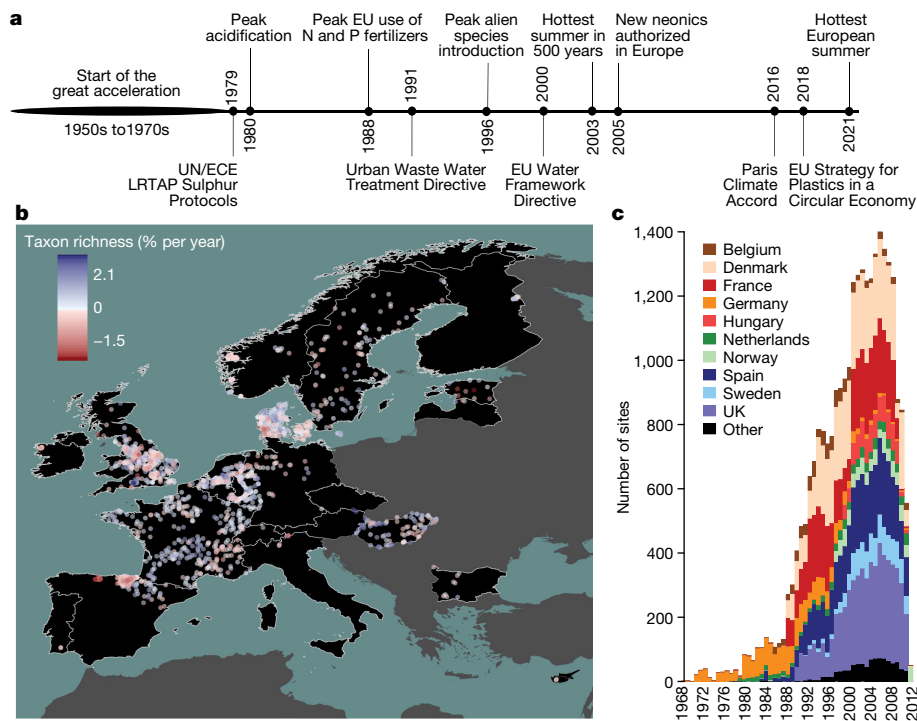 a
Peak
acidification
Peak EU use of
N and P fertilizers
Peak alien
species
introduction
Hottest
summer in
500 years
New neonics
authorized
in Europe
Hottest
European
summer
Start of the
great acceleration
1950s to1970s
1979
1980
1988
1991
1996
2000
2003
2005
2016
2018
2021
UN/ECE
LRTAP Sulphur
Protocols
Urban Waste Water
Treatment Directive
EU Water
Framework
Directive
Paris
Climate
Accord
EU Strategy for
Plastics in a
Circular Economy
b
Taxon richness (% per year)
2.1
0
−1.5
c
1,400
1,200
1,000
800
600
400
200
0
Number of sites
Belgium
Denmark
France
Germany
Hungary
Netherlands
Norway
Spain
Sweden
UK
Other
1968
1972
1976
1980
1984
1988
1992
1996
2000
2004
2008
2012